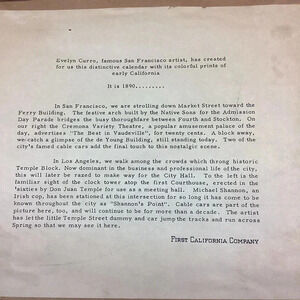 Evelyn Curro, famous San Francisco artist, has created
for us this distinctive calendar with its colorful prints of
early California
It is 1890.........
In San Francisco, we are strolling down Market Street toward the
Ferry Building. The festive arch built by the Native Sons for the Admission
Day Parade bridges the busy thoroughfare between Fourth and Stockton. On
our right the Cremona Variety Theatre, a popular amusement palace of the
day, advertises "The Best in Vaudeville", for twenty cents. A block away,
we catch a glimpse of the de Young Building, still standing today. Two of the
city's famed cable cars add the final touch to this nostalgic scene.
In Los Angeles, we walk among the crowds which throng historic
Temple Block. Now dominant in the business and professional life of the city,
this will later be razed to make way for the City Hall. To the left is the
familiar sight of the clock tower atop the first Courthouse, erected in the
sixties by Don Juan Temple for use as a meeting hall. Michael Shannon, an
Irish cop, has been stationed at this intersection for so long it has come to be
known throughout the city as "Shannon's Point". Cable cars are part of the
picture here, too, and will continue to be for more than a decade. The artist
has let the little Temple Street dummy and car jump the tracks and run across
Spring so that we may see it here.
FIRST CALIFORNIA COMPANY